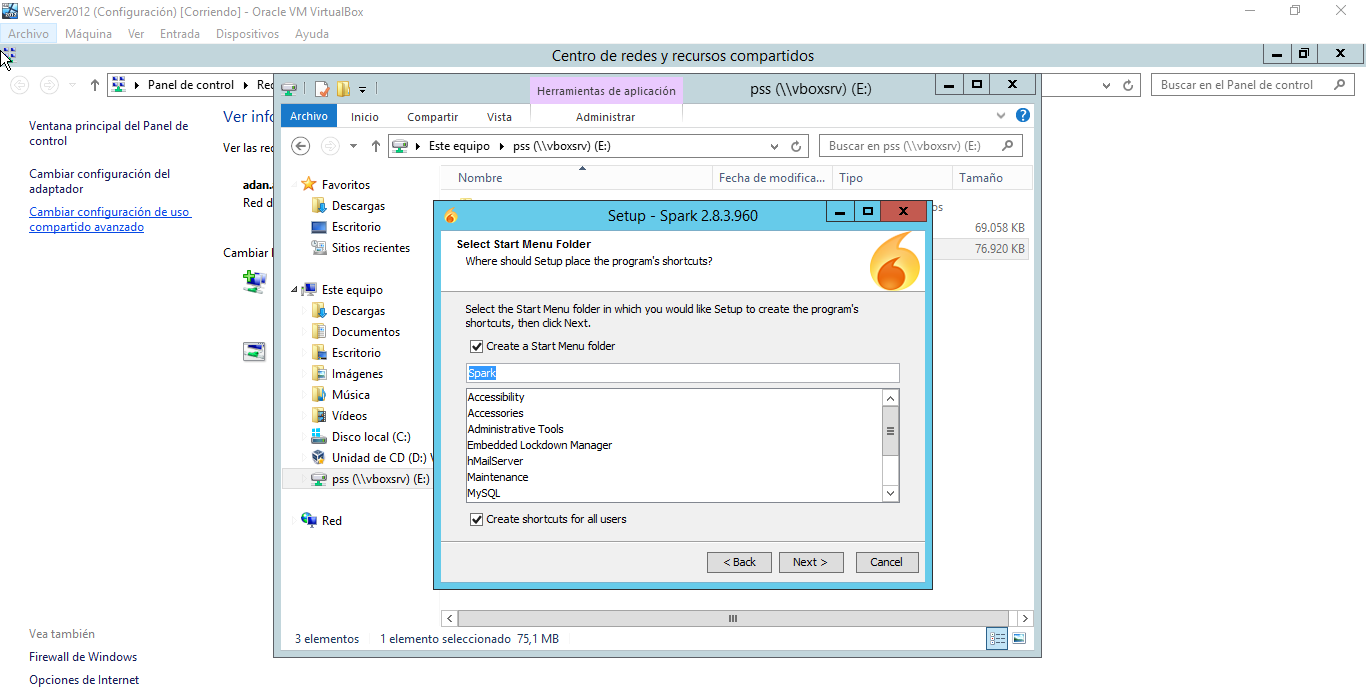 WServer2012 (Configuración) [Corriendo] - Oracle VM VirtualBox
Archivo Máquina Ver Entrada Dispositivos Ayuda
Centro de redes y recursos compartidos
Panel de control Rec
Buscar en el Panel de control
Ventana principal del Panel de
control
Cambiar configuración del
adaptador
Cambiar configuración de uso
compartido avanzado
Ver info
Ver las rec
adan.
Red d
Cambiar
Vea también
Firewall de Windows
Opciones de Internet
Herramientas de aplicación
pss (\\vboxsrv) (E:)
Archivo Inicio Compartir Vista Administrar
Este equipo pss (\\vboxsrv) (E:)
Buscar en pss (\\vboxsrv) (E:)
Favoritos
Descargas
Escritorio
Sitios recientes
Este equipo
Descargas
Documentos
Escritorio
Imágenes
Música
Vídeos
Disco local (C:)
Unidad de CD (D:) V
pss (\\vboxsrv) (E:)
Red
Nombre Fecha de modifica... Tipo Tamaño
os
69.058 KB
76.920 KB
Setup - Spark 2.8.3.960
Select Start Menu Folder
Where should Setup place the program's shortcuts?
Select the Start Menu folder in which you would like Setup to create the program's
shortcuts, then click Next.
Create a Start Menu folder
Spark
Accessibility
Accessories
Administrative Tools
Embedded Lockdown Manager
hMailServer
Maintenance
MySQL
Create shortcuts for all users
< Back Next > Cancel
3 elementos 1 elemento seleccionado 75,1 MB